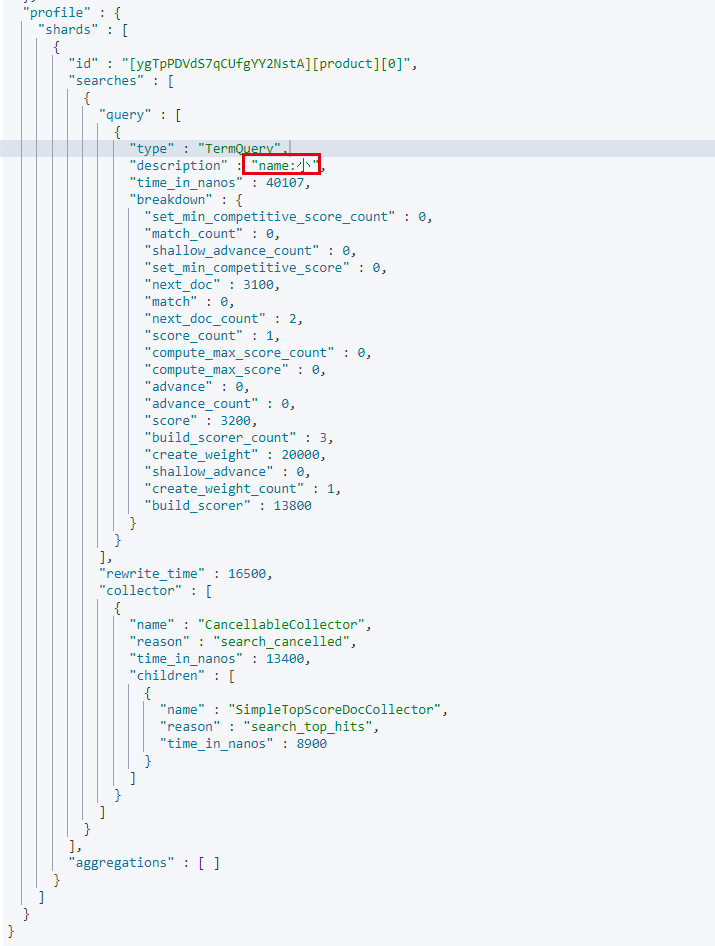 "profile" : {
"shards" : [
{
"id" : "[ygTpPDVdS7qCUfgYY2NstA][product][0]",
"searches" : [
{
"query" : [
{
"type" : "TermQuery",
"description" : "name:小",
"time_in_nanos" : 40107,
"breakdown" : {
"set_min_competitive_score_count" : 0,
"match_count" : 0,
"shallow_advance_count" : 0,
"set_min_competitive_score" : 0,
"next_doc" : 3100,
"match" : 0,
"next_doc_count" : 2,
"score_count" : 1,
"compute_max_score_count" : 0,
"compute_max_score" : 0,
"advance" : 0,
"advance_count" : 0,
"score" : 3200,
"build_scorer_count" : 3,
"create_weight" : 20000,
"shallow_advance" : 0,
"create_weight_count" : 1,
"build_scorer" : 13800
}
}
],
"rewrite_time" : 16500,
"collector" : [
{
"name" : "CancellableCollector",
"reason" : "search_cancelled",
"time_in_nanos" : 13400,
"children" : [
{
"name" : "SimpleTopScoreDocCollector",
"reason" : "search_top_hits",
"time_in_nanos" : 8900
}
]
}
]
}
],
"aggregations" : [ ]
}
]
}
}